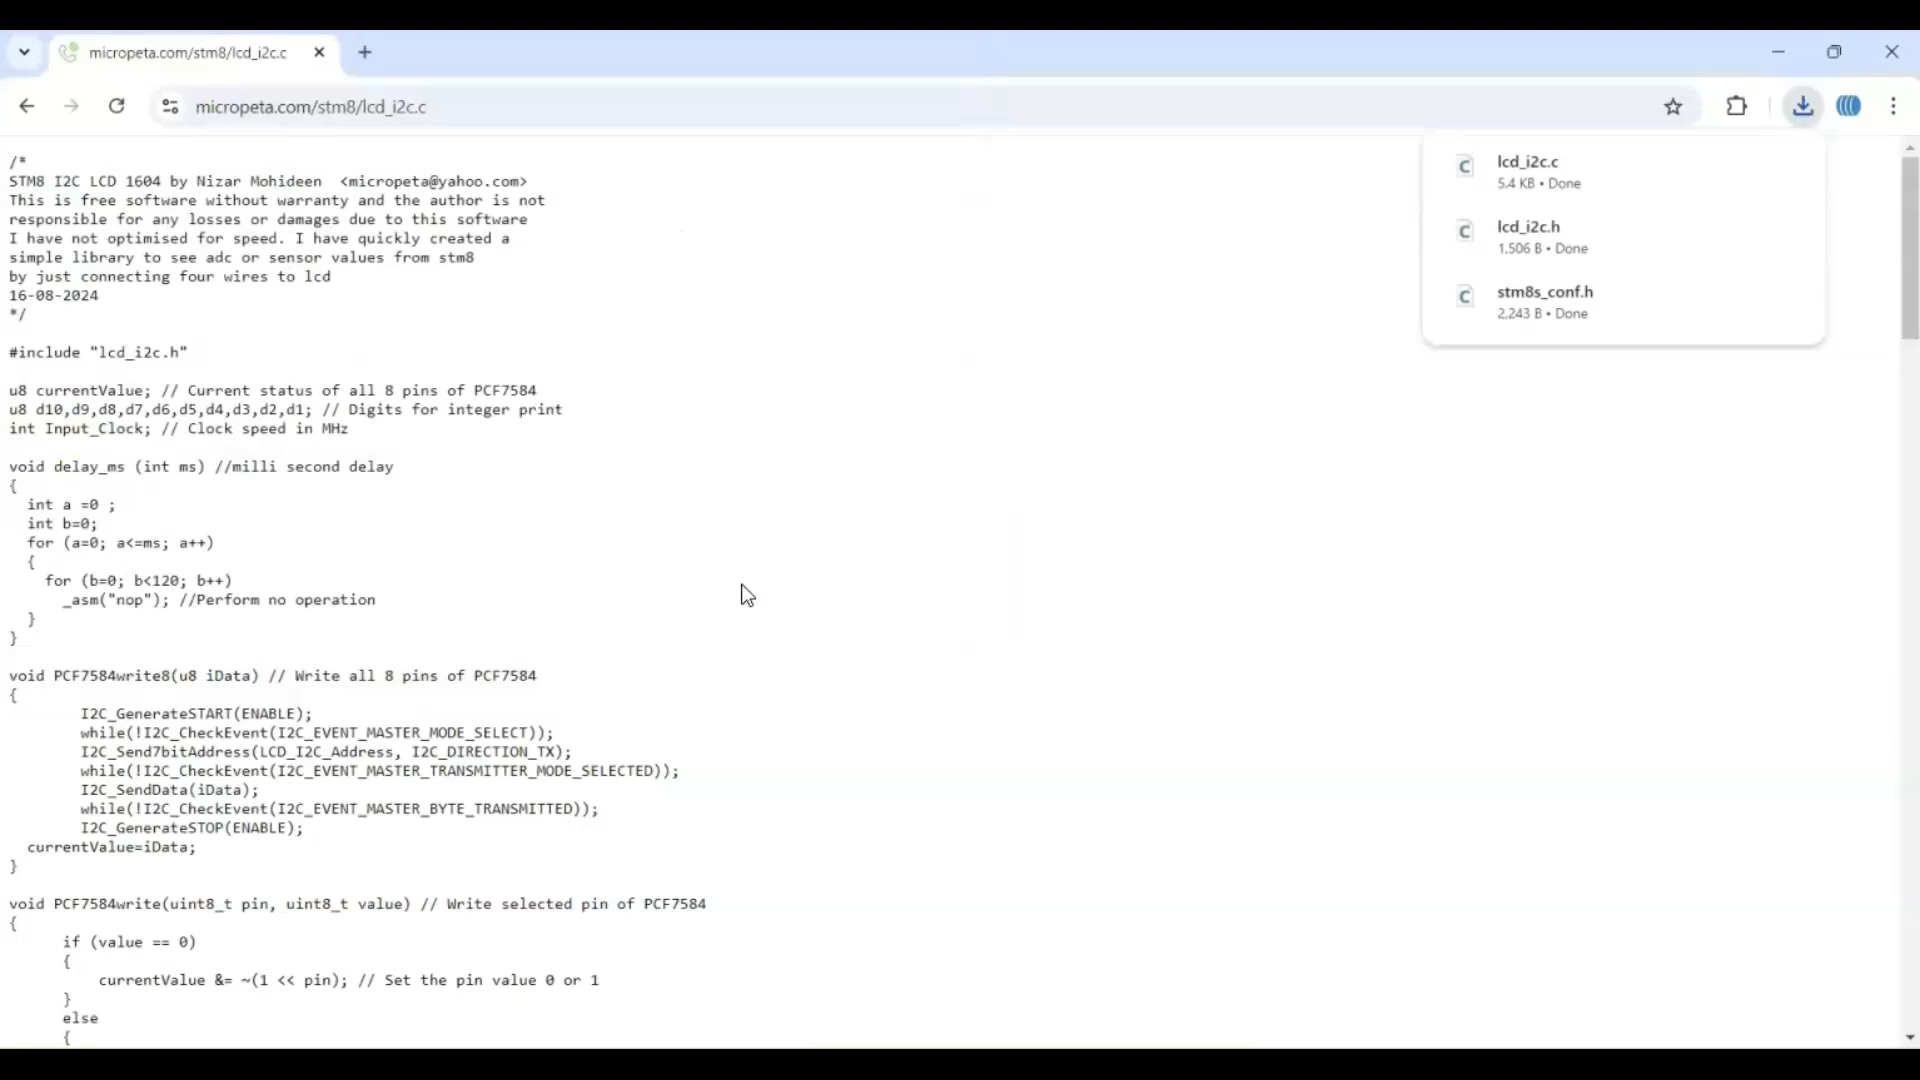 micropeta.com/stm8/lcd_i2c.c
micropeta.com/stm8/lcd_i2c.c
lcd_i2c.c
5.4 KB • Done
lcd_i2c.h
1,506 B • Done
stm8s_conf.h
2,243 B • Done
/*
STM8 I2C LCD 1604 by Nizar Mohideen  <micropeta@yahoo.com>
This is free software without warranty and the author is not
responsible for any losses or damages due to this software
I have not optimised for speed. I have quickly created a
simple library to see adc or sensor values from stm8
by just connecting four wires to lcd
16-08-2024
*/
#include "lcd_i2c.h"
u8 currentValue; // Current status of all 8 pins of PCF7584
u8 d10,d9,d8,d7,d6,d5,d4,d3,d2,d1; // Digits for integer print
int Input_Clock; // Clock speed in MHz
void delay_ms (int ms) //milli second delay
{
  int a =0 ;
  int b=0;
  for (a=0; a<=ms; a++)
  {
    for (b=0; b<120; b++)
      _asm("nop"); //Perform no operation
  }
}
void PCF7584write8(u8 iData) // Write all 8 pins of PCF7584
{
        I2C_GenerateSTART(ENABLE);
        while(!I2C_CheckEvent(I2C_EVENT_MASTER_MODE_SELECT));
        I2C_Send7bitAddress(LCD_I2C_Address, I2C_DIRECTION_TX);
        while(!I2C_CheckEvent(I2C_EVENT_MASTER_TRANSMITTER_MODE_SELECTED));
        I2C_SendData(iData);
        while(!I2C_CheckEvent(I2C_EVENT_MASTER_BYTE_TRANSMITTED));
        I2C_GenerateSTOP(ENABLE);
  currentValue=iData;
}
void PCF7584write(uint8_t pin, uint8_t value) // Write selected pin of PCF7584
{
      if (value == 0)
      {
          currentValue &= ~(1 << pin); // Set the pin value 0 or 1
      }
      else
      {